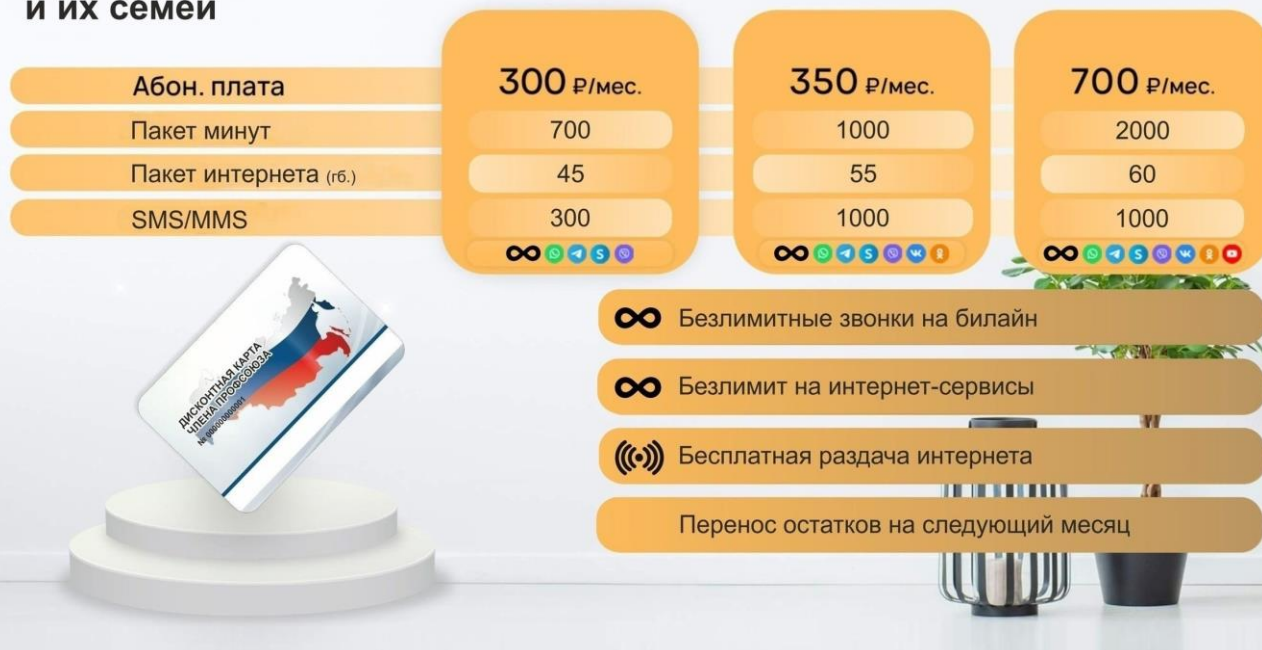 и их семей
Абон. плата 300 ₽/мес. 350 ₽/мес. 700 ₽/мес.
Пакет минут 700 1000 2000
Пакет интернета (гб.) 45 55 60
SMS/MMS 300 1000 1000
Безлимитные звонки на билайн
Безлимит на интернет-сервисы
Бесплатная раздача интернета
Перенос остатков на следующий месяц
ДИСКОНТНАЯ КАРТА
ЧЛЕНА ПРОФСОЮЗА
№ 000000000001